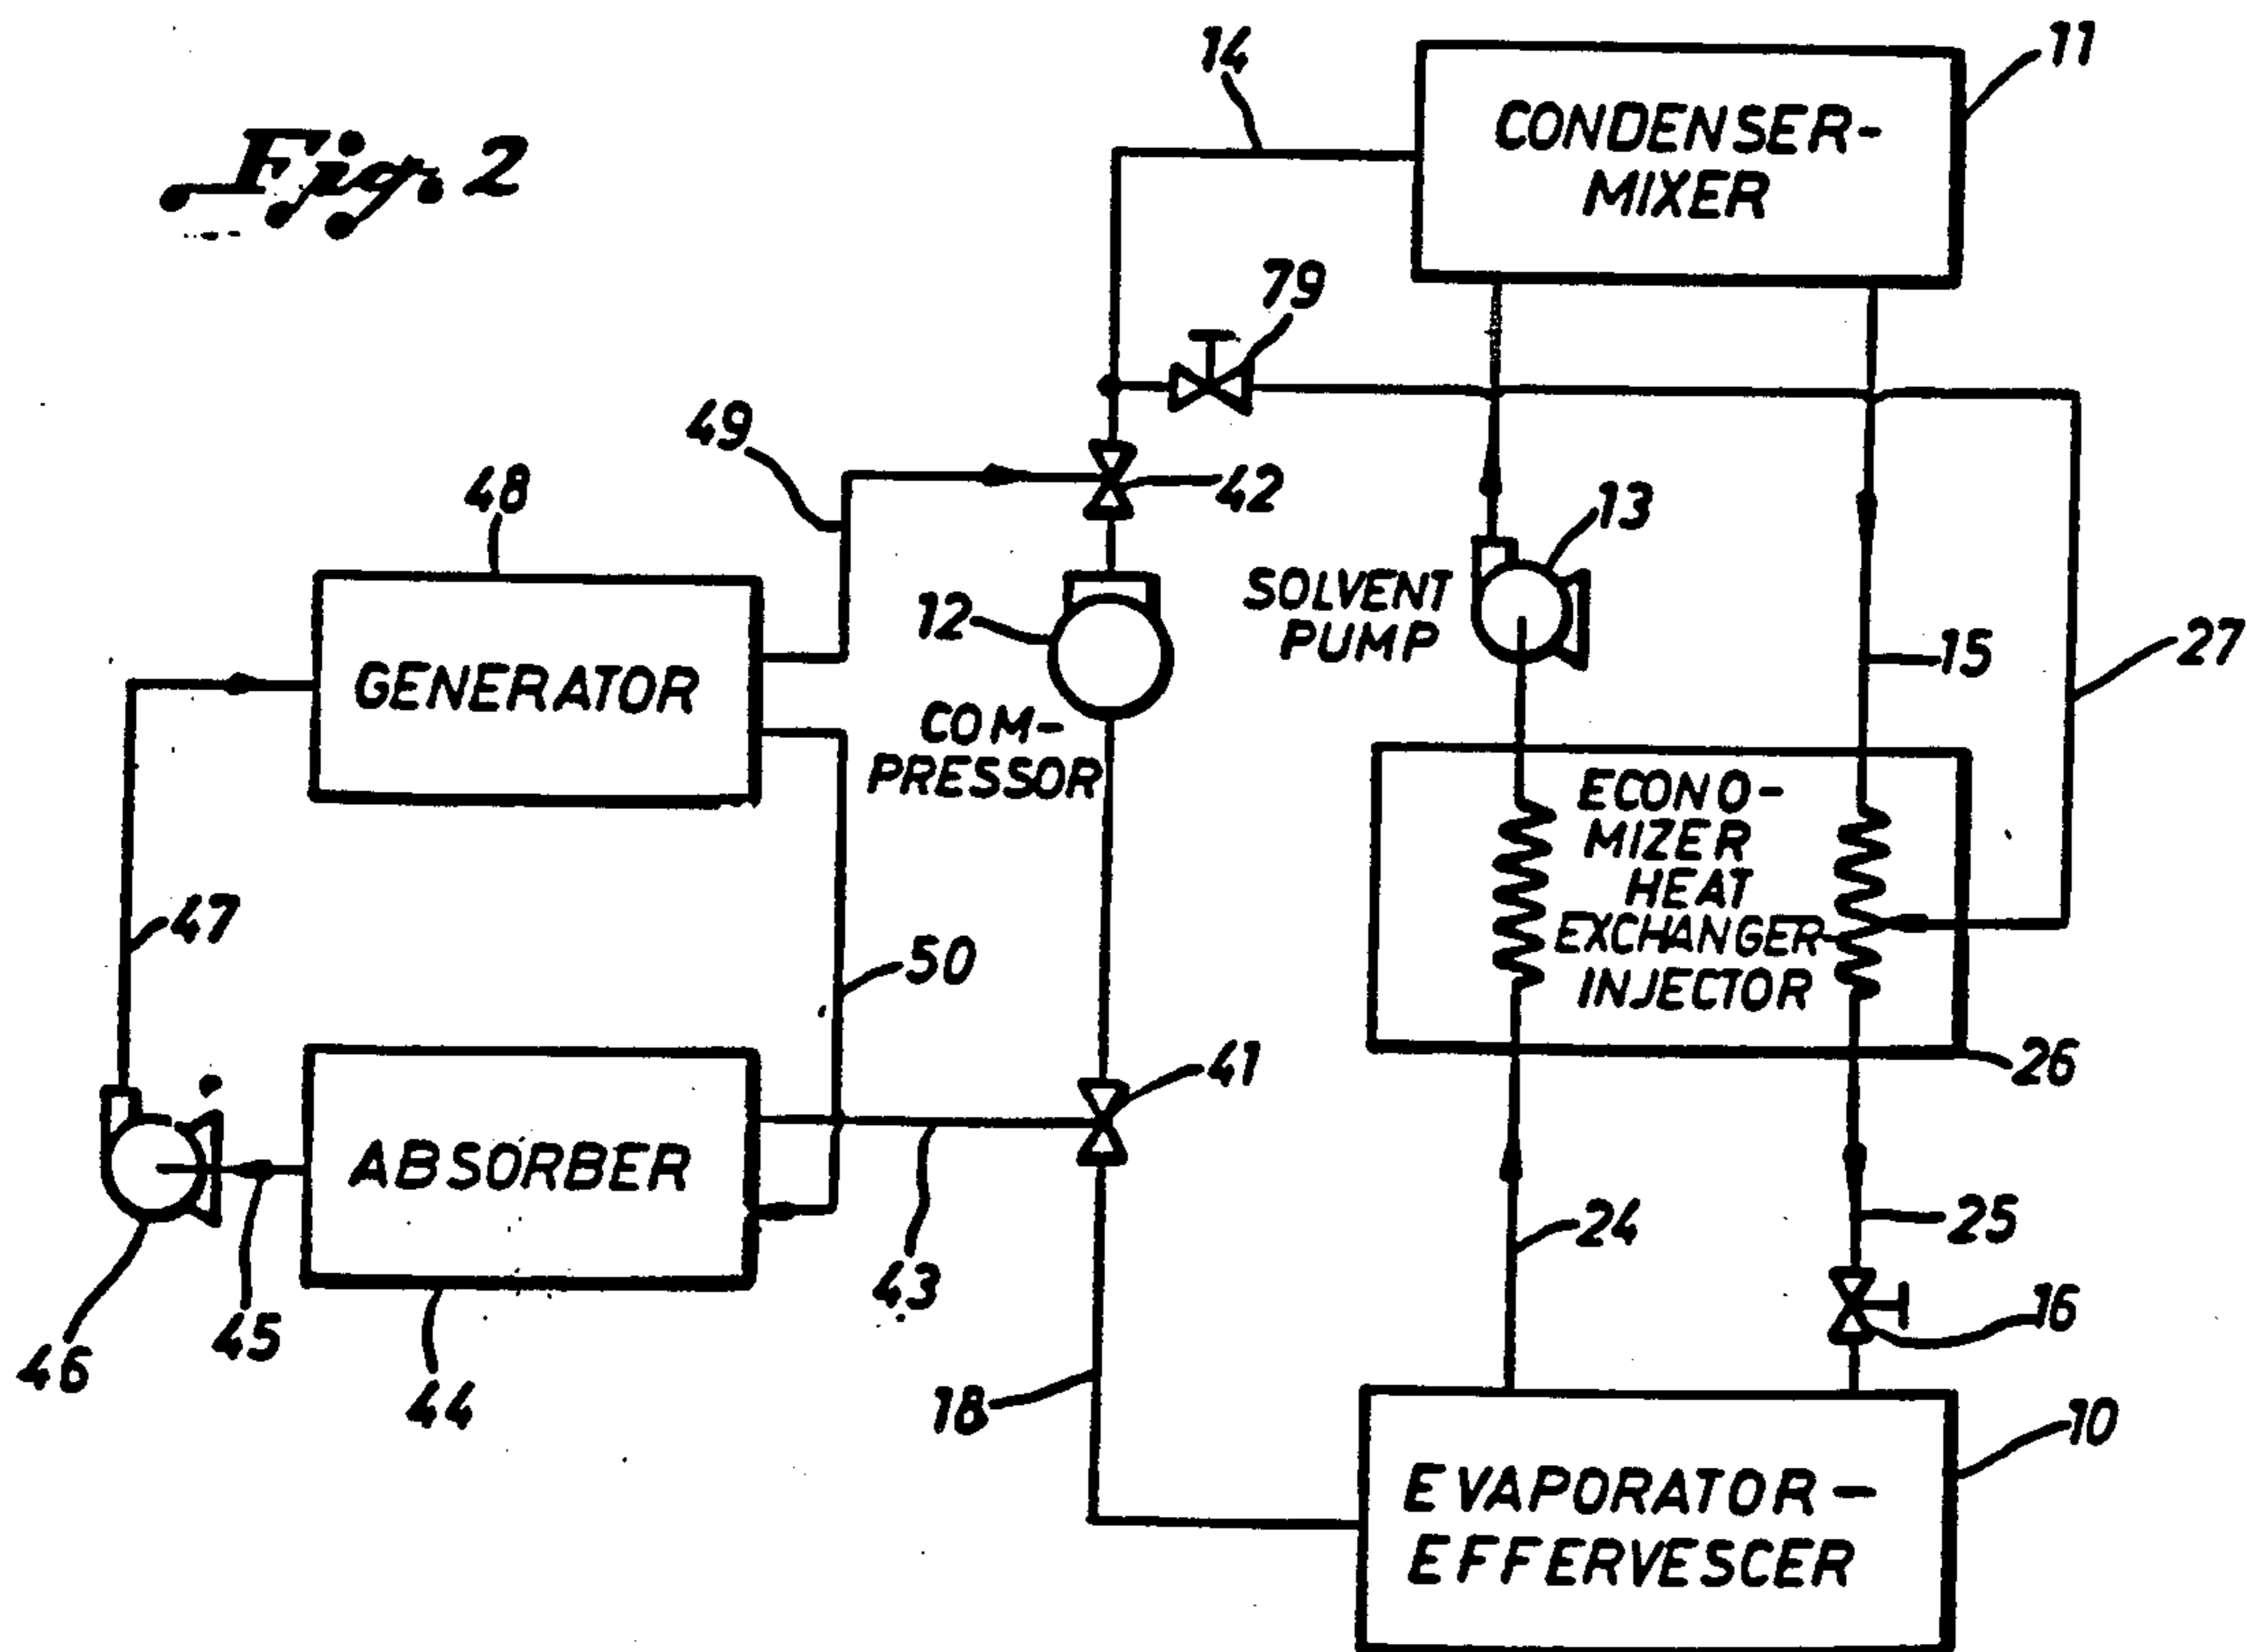 Fig. 2
14
11
CONDENSER-
MIXER
79
49
42
48
13
SOLVENT
PUMP
12
15
27
GENERATOR
COM-
PRESSOR
ECONO-
MIZER
HEAT
EXCHANGER-
INJECTOR
47
50
26
41
ABSORBER
24
25
43
16
45
46
44
18
10
EVAPORATOR-
EFFERVESCER